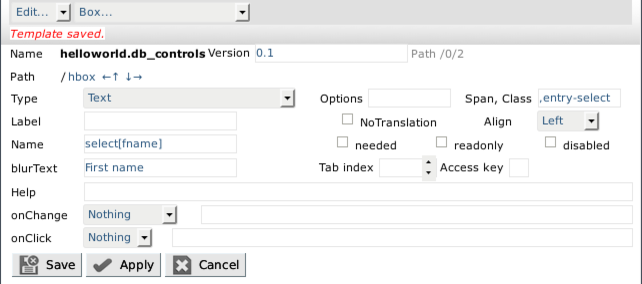 Edit... Box...
Template saved.
Name helloworld.db_controls Version 0.1 Path /0/2
Path /hbox ←↑ ↓→
Type Text Options Span, Class ,entry-select
Label NoTranslation Align Left
Name select[fname] needed readonly disabled
blurText First name Tab index Access key
Help
onChange Nothing
onClick Nothing
Save Apply Cancel